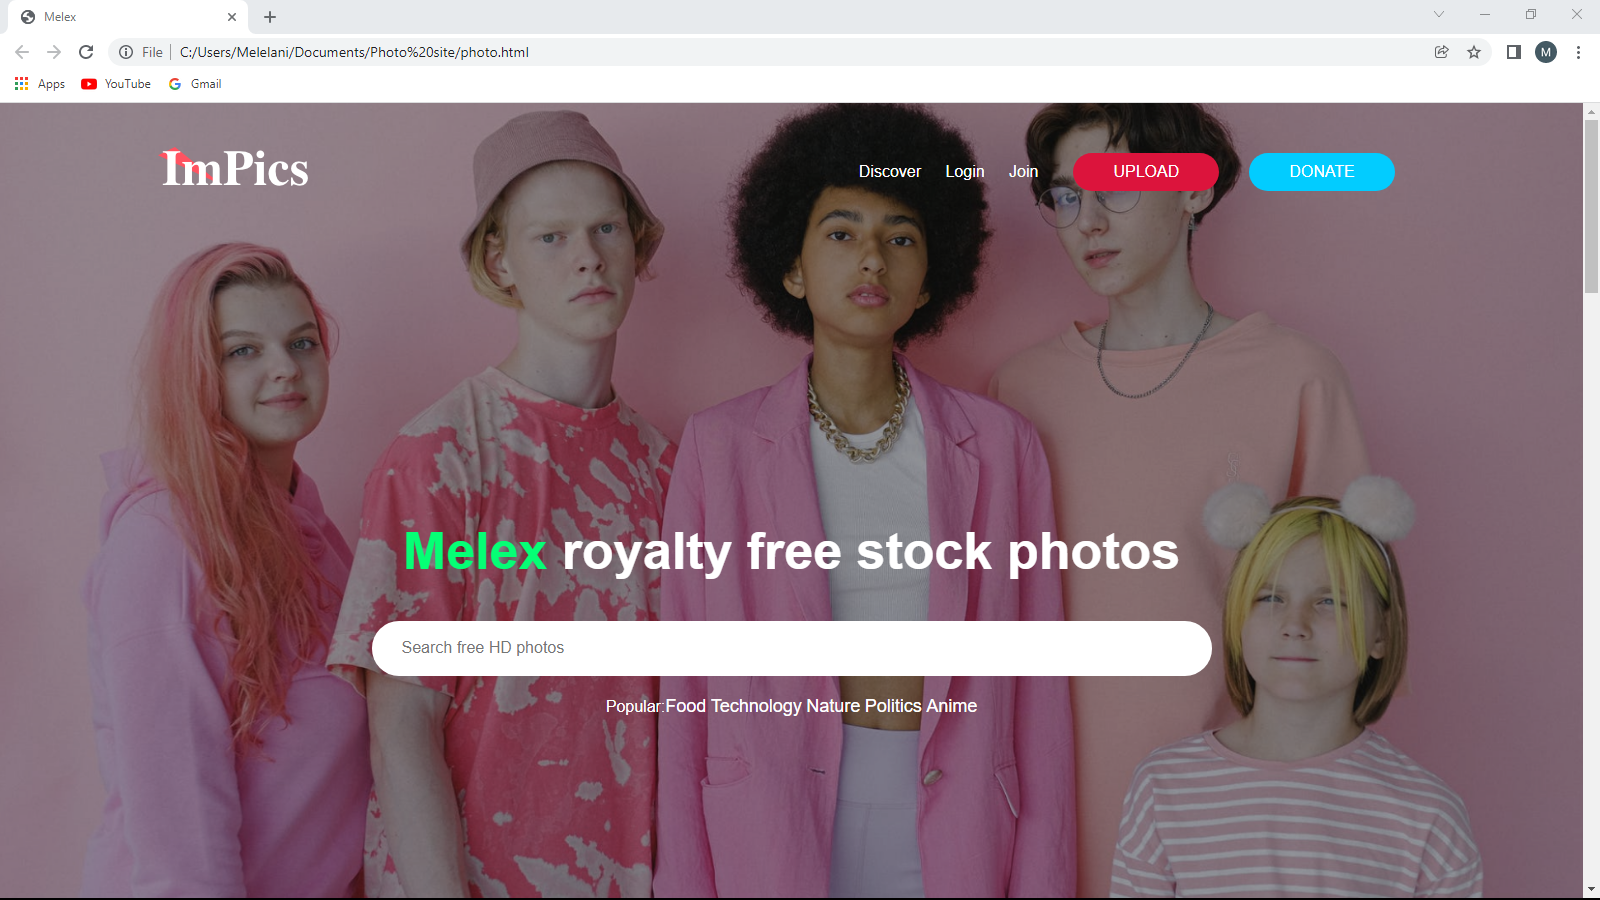 Melex
File C:/Users/Melelani/Documents/Photo%20site/photo.html
M
Apps YouTube Gmail
ImPics Discover Login Join UPLOAD DONATE
Melex royalty free stock photos
Search free HD photos
Popular:Food Technology Nature Politics Anime